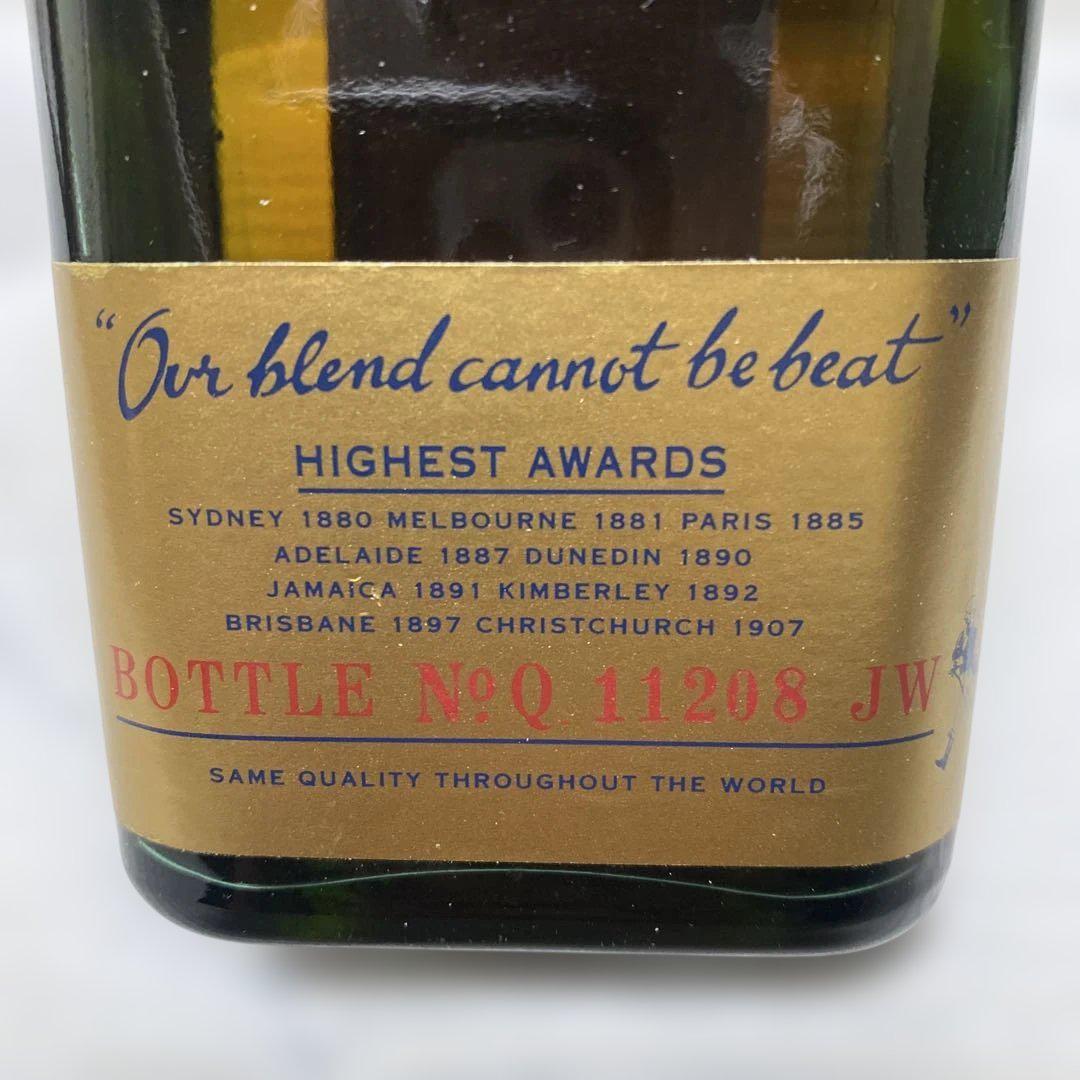 “Our blend cannot be beat”
HIGHEST AWARDS
SYDNEY 1880 MELBOURNE 1881 PARIS 1885
ADELAIDE 1887 DUNEDIN 1890
JAMAICA 1891 KIMBERLEY 1892
BRISBANE 1897 CHRISTCHURCH 1907
BOTTLE No. Q 11208 JW
SAME QUALITY THROUGHOUT THE WORLD